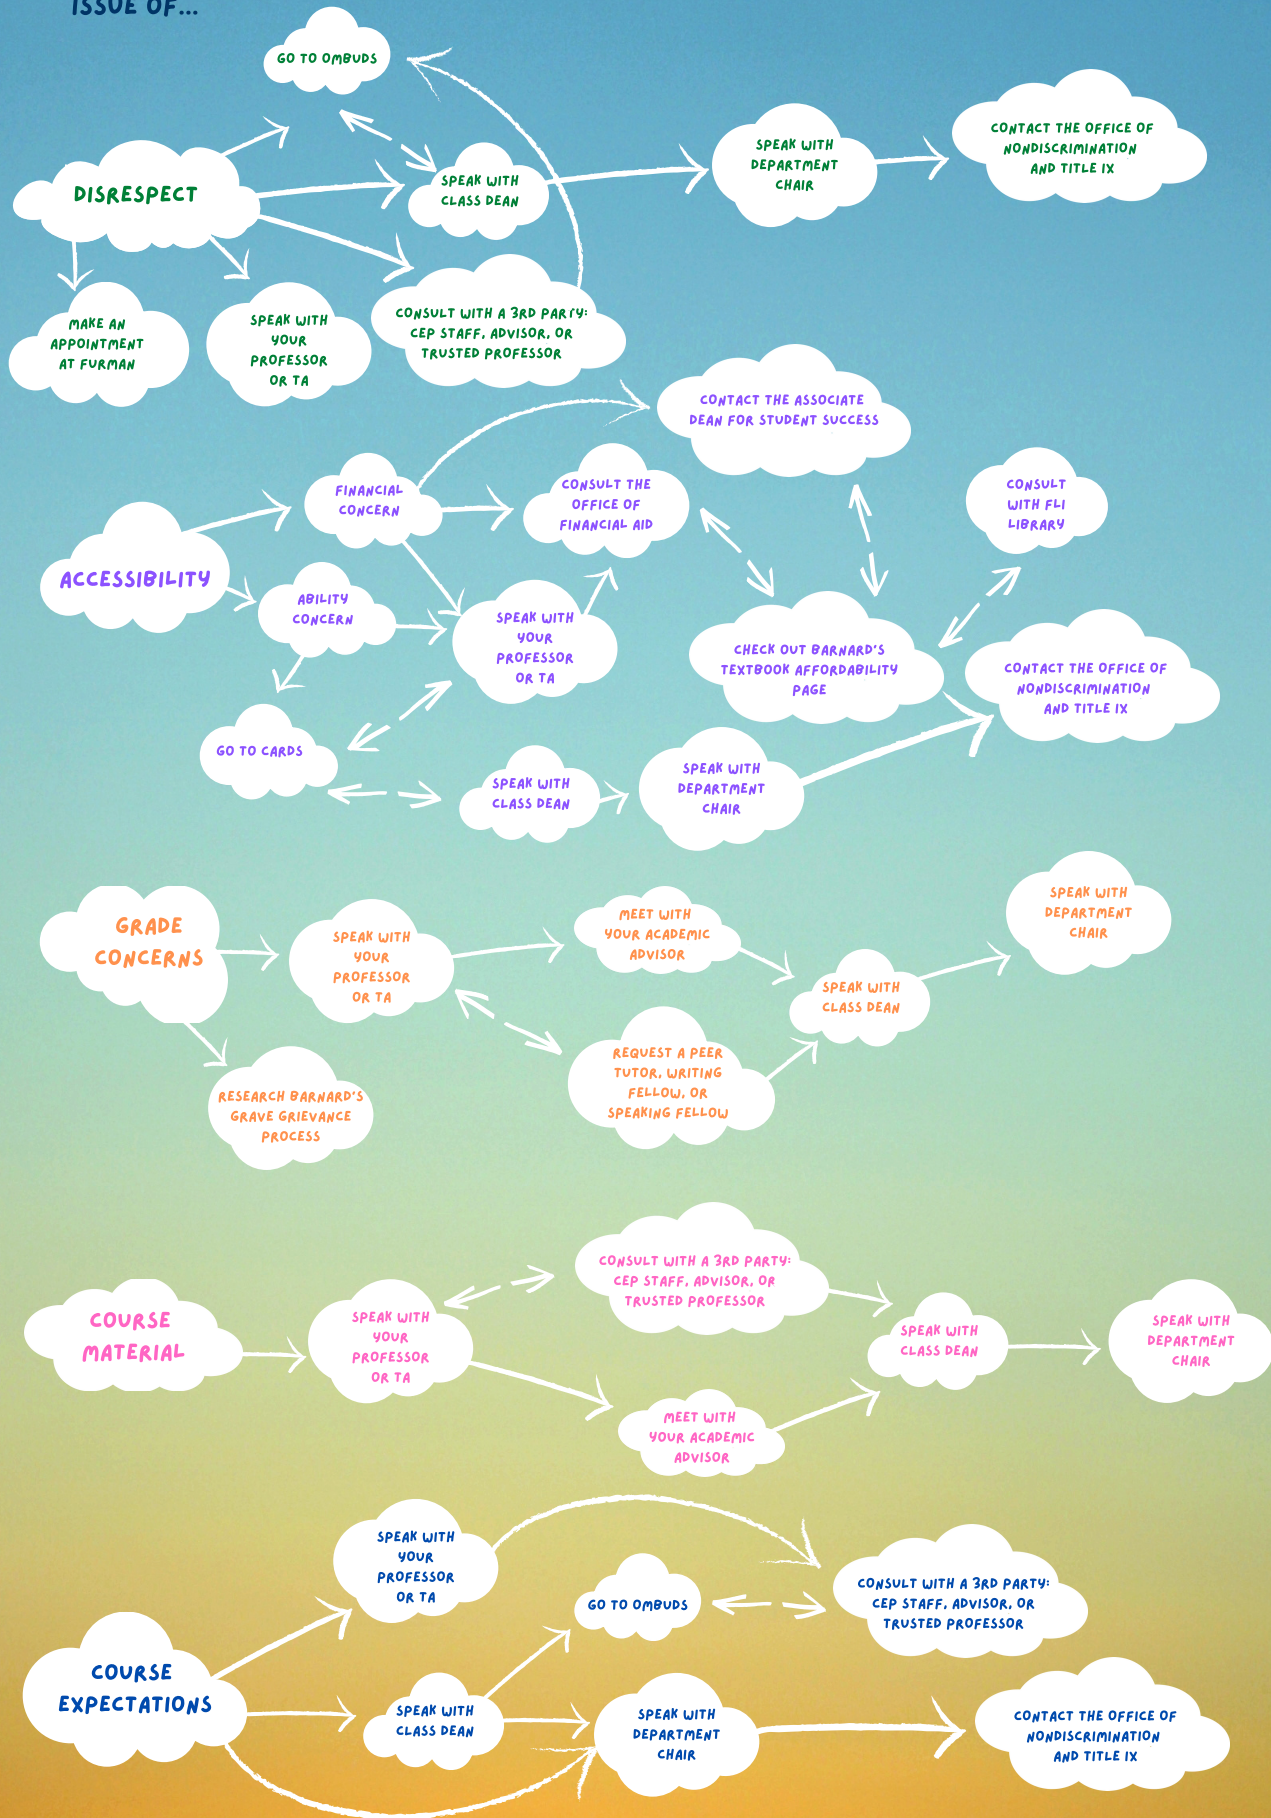 ISSUE OF...
GO TO OMBUDS
DISRESPECT
SPEAK WITH
CLASS DEAN
SPEAK WITH
DEPARTMENT
CHAIR
CONTACT THE OFFICE OF
NONDISCRIMINATION
AND TITLE IX
MAKE AN
APPOINTMENT
AT FURMAN
SPEAK WITH
YOUR
PROFESSOR
OR TA
CONSULT WITH A 3RD PARTY:
CEP STAFF, ADVISOR, OR
TRUSTED PROFESSOR
CONTACT THE ASSOCIATE
DEAN FOR STUDENT SUCCESS
ACCESSIBILITY
FINANCIAL
CONCERN
CONSULT THE
OFFICE OF
FINANCIAL AID
CONSULT
WITH FLI
LIBRARY
ABILITY
CONCERN
SPEAK WITH
YOUR
PROFESSOR
OR TA
CHECK OUT BARNARD'S
TEXTBOOK AFFORDABILITY
PAGE
CONTACT THE OFFICE OF
NONDISCRIMINATION
AND TITLE IX
GO TO CARDS
SPEAK WITH
CLASS DEAN
SPEAK WITH
DEPARTMENT
CHAIR
GRADE
CONCERNS
SPEAK WITH
YOUR
PROFESSOR
OR TA
MEET WITH
YOUR ACADEMIC
ADVISOR
SPEAK WITH
CLASS DEAN
SPEAK WITH
DEPARTMENT
CHAIR
RESEARCH BARNARD'S
GRAVE GRIEVANCE
PROCESS
REQUEST A PEER
TUTOR, WRITING
FELLOW, OR
SPEAKING FELLOW
COURSE
MATERIAL
SPEAK WITH
YOUR
PROFESSOR
OR TA
CONSULT WITH A 3RD PARTY:
CEP STAFF, ADVISOR, OR
TRUSTED PROFESSOR
MEET WITH
YOUR ACADEMIC
ADVISOR
SPEAK WITH
CLASS DEAN
SPEAK WITH
DEPARTMENT
CHAIR
COURSE
EXPECTATIONS
SPEAK WITH
YOUR
PROFESSOR
OR TA
GO TO OMBUDS
CONSULT WITH A 3RD PARTY:
CEP STAFF, ADVISOR, OR
TRUSTED PROFESSOR
SPEAK WITH
CLASS DEAN
SPEAK WITH
DEPARTMENT
CHAIR
CONTACT THE OFFICE OF
NONDISCRIMINATION
AND TITLE IX